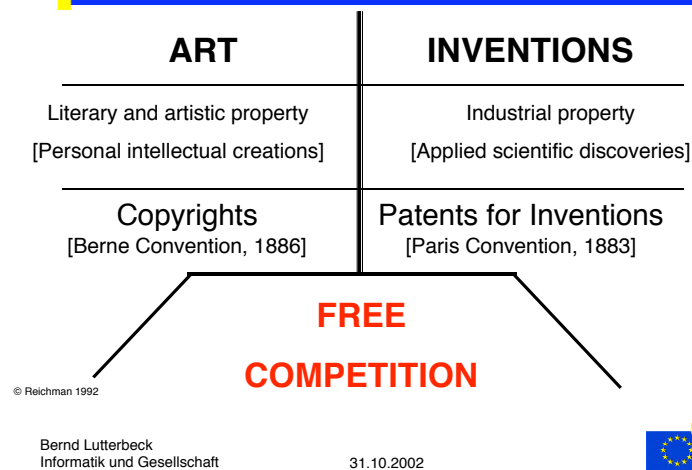 ART
INVENTIONS
Literary and artistic property
[Personal intellectual creations]
Industrial property
[Applied scientific discoveries]
Copyrights
[Berne Convention, 1886]
Patents for Inventions
[Paris Convention, 1883]
FREE
COMPETITION
© Reichman 1992
Bernd Lutterbeck
Informatik und Gesellschaft
31.10.2002